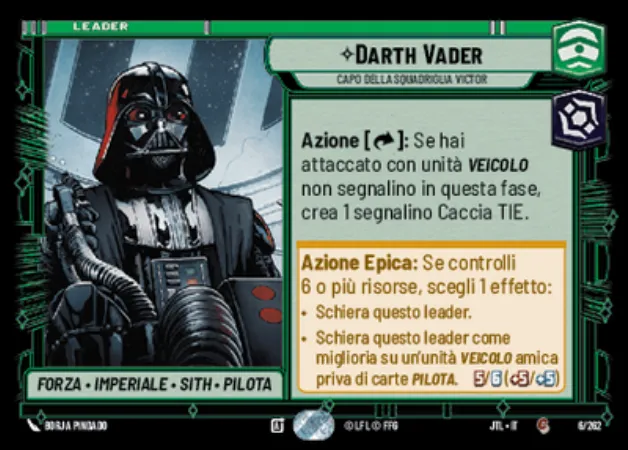 LEADER
DARTH VADER
CAPO DELLA SQUADRIGLIA VICTOR
Azione [ ]: Se hai
attaccato con unità VEICOLO
non segnalino in questa fase,
crea 1 segnalino Caccia TIE.
Azione Epica: Se controlli
6 o più risorse, scegli 1 effetto:
• Schiera questo leader.
• Schiera questo leader come
miglioria su un'unità VEICOLO amica
priva di carte PILOTA. 5/6 (+5/+5)
FORZA • IMPERIALE • SITH • PILOTA
BORJA PINDADO
© LFL © FFG
JTL • IT
6/262